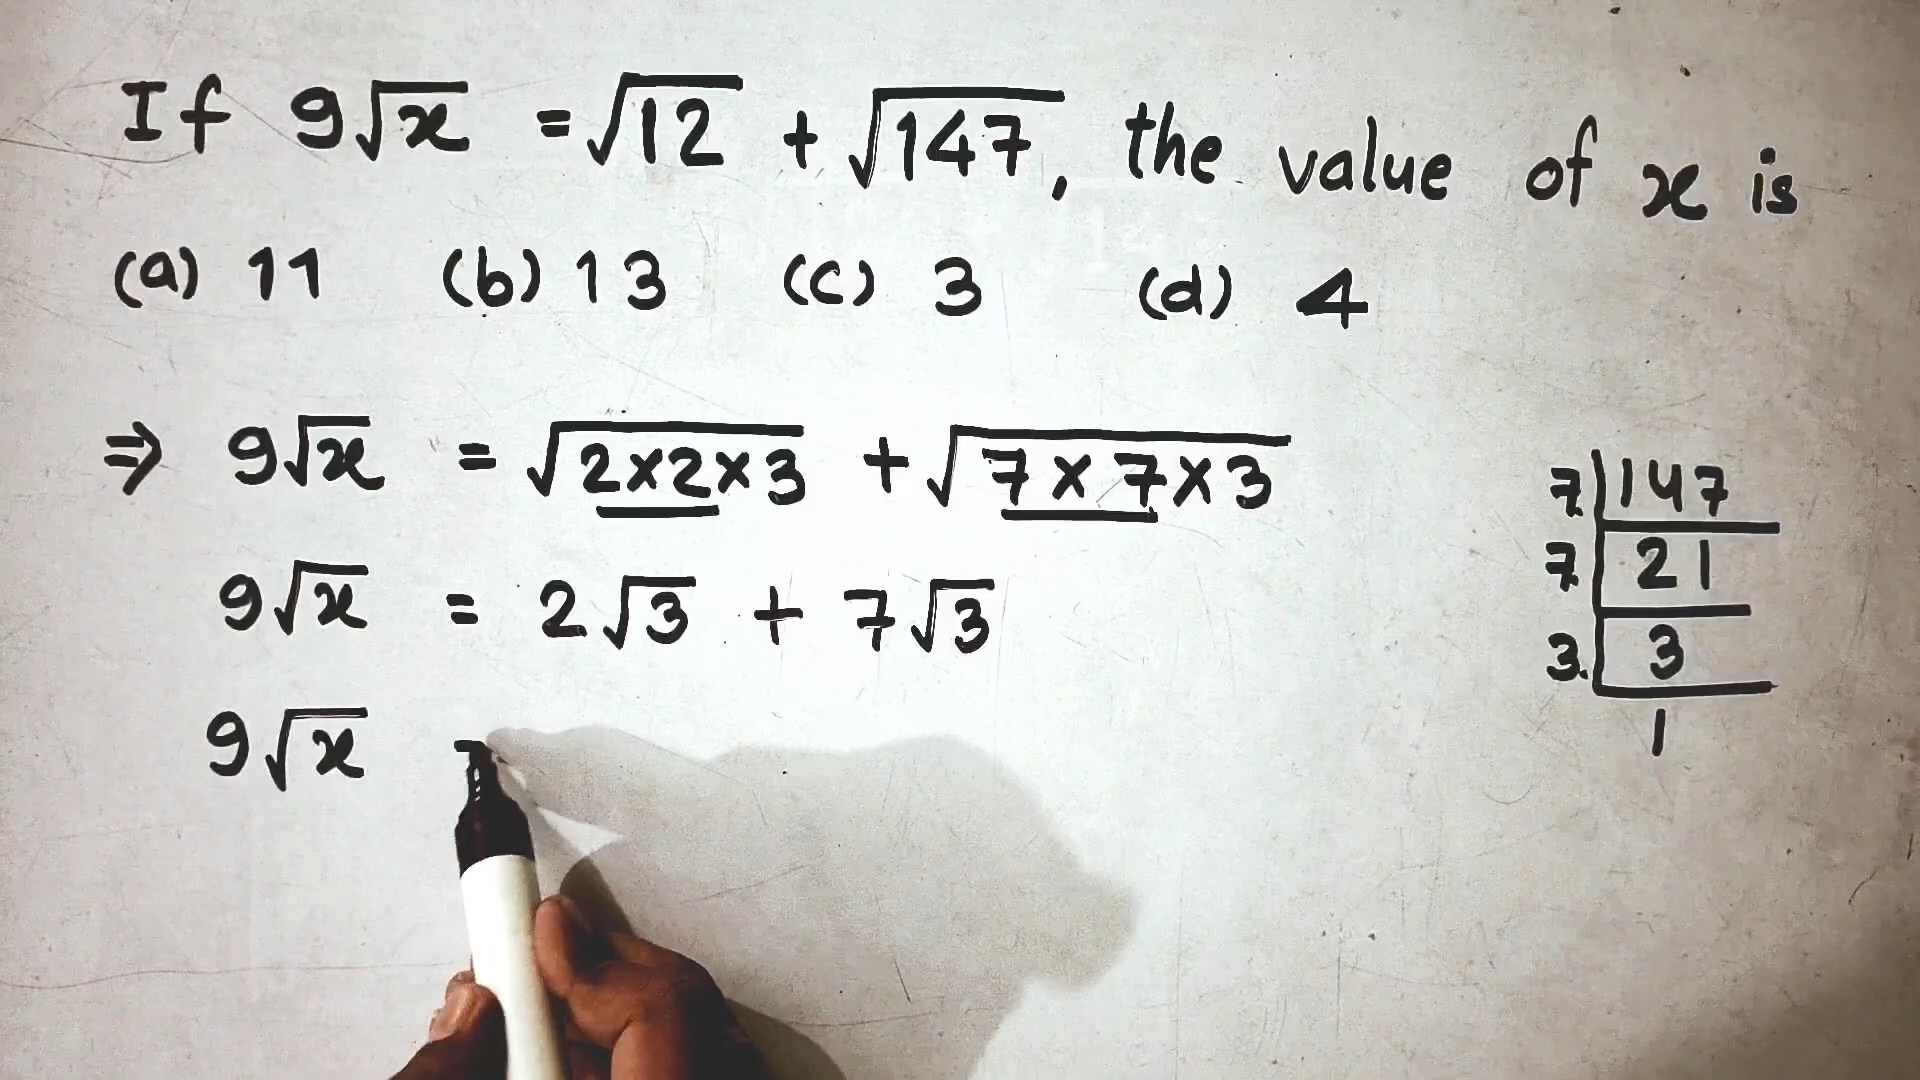 If 9√x = √12 + √147, the value of x is
(a) 11 (b) 13 (c) 3 (d) 4
⇒ 9√x = √2×2×3 + √7×7×3
9√x = 2√3 + 7√3
9√x
7 147
7 21
3 3
1